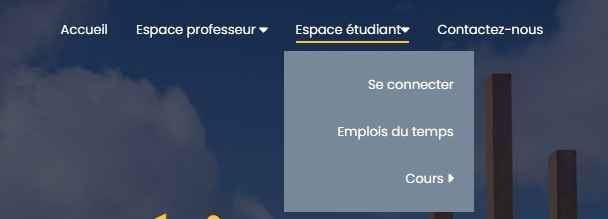 Accueil Espace professeur Espace étudiant Contactez-nous
Se connecter
Emplois du temps
Cours